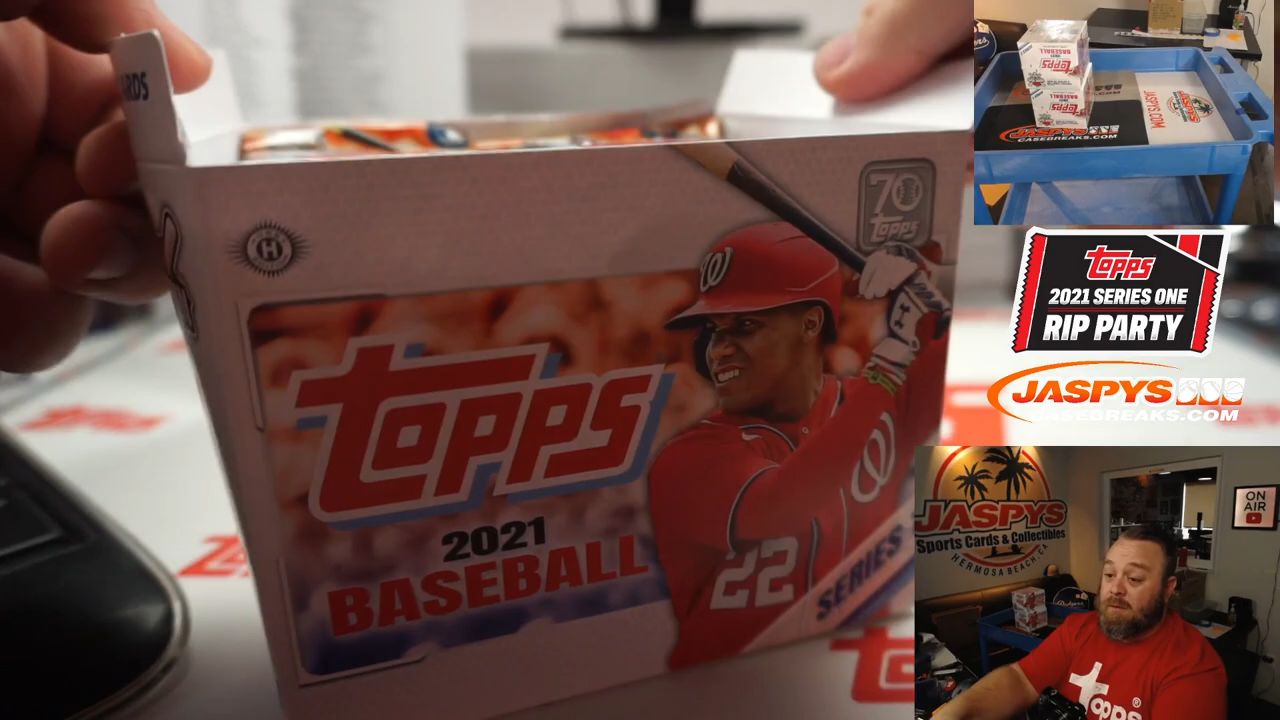 CARDS
H
70
topps
W
W
22
topps
2021
BASEBALL
SERIES
topps
BASEBALL
2021
topps
JASPYS
CASEBREAKS.COM
JASPYS
.COM
topps
2021 SERIES ONE
RIP PARTY
JASPYS
CASEBREAKS.COM
JASPYS
Sports Cards & Collectibles
HERMOSA BEACH, CA
ON
AIR
topps